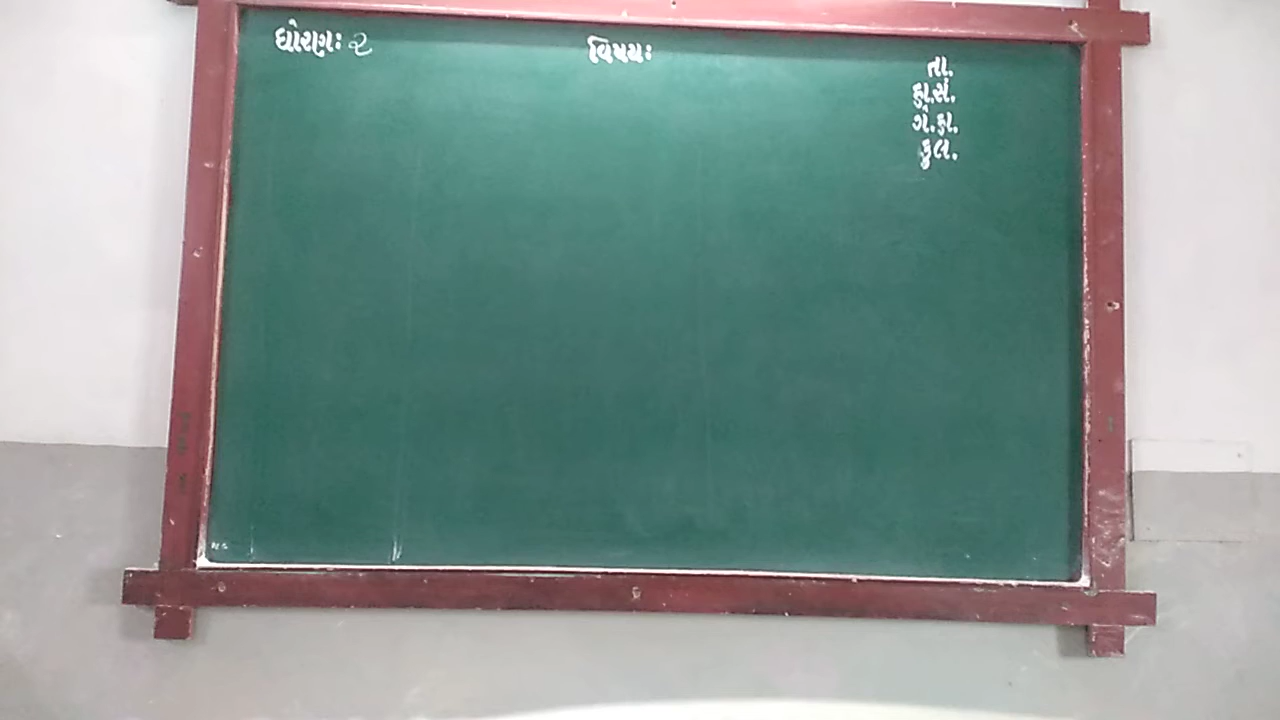 ધોરણઃ ૨ વિષયઃ
તા.
હા.સં.
ગે.હા.
કુલ.